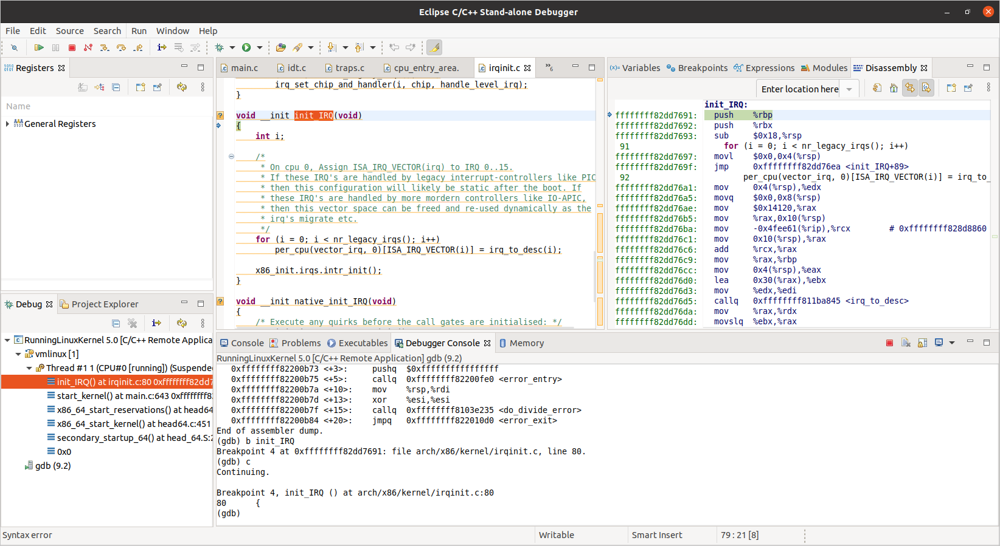 Eclipse C/C++ Stand-alone Debugger
File Edit Source Search Run Window Help
Registers
Name
General Registers
main.c idt.c traps.c cpu_entry_area. irqinit.c »6
irq_set_chip_and_handler(i, chip, handle_level_irq);
}
void __init init_IRQ(void)
{
int i;
/*
* On cpu 0, Assign ISA_IRQ_VECTOR(irq) to IRQ 0..15.
* If these IRQ's are handled by legacy interrupt-controllers like PIC
* then this configuration will likely be static after the boot. If
* these IRQ's are handled by more mordern controllers like IO-APIC,
* then this vector space can be freed and re-used dynamically as the
* irq's migrate etc.
*/
for (i = 0; i < nr_legacy_irqs(); i++)
per_cpu(vector_irq, 0)[ISA_IRQ_VECTOR(i)] = irq_to_desc(i);
x86_init.irqs.intr_init();
}
void __init native_init_IRQ(void)
{
/* Execute any quirks before the call gates are initialised: */
(x)= Variables Breakpoints Expressions Modules Disassembly
Enter location here
init_IRQ:
ffffffff82dd7691: push %rbp
ffffffff82dd7692: push %rbx
ffffffff82dd7693: sub $0x18,%rsp
91 for (i = 0; i < nr_legacy_irqs(); i++)
ffffffff82dd7697: movl $0x0,0x4(%rsp)
ffffffff82dd769f: jmp 0xffffffff82dd76ea <init_IRQ+89>
92 per_cpu(vector_irq, 0)[ISA_IRQ_VECTOR(i)] = irq_to_
ffffffff82dd76a1: mov 0x4(%rsp),%edx
ffffffff82dd76a5: movq $0x0,0x8(%rsp)
ffffffff82dd76ae: mov $0x14120,%rax
ffffffff82dd76b5: mov %rax,0x10(%rsp)
ffffffff82dd76ba: mov -0x4fee61(%rip),%rcx # 0xffffffff828d8860
ffffffff82dd76c1: mov 0x10(%rsp),%rax
ffffffff82dd76c6: add %rcx,%rax
ffffffff82dd76c9: mov %rax,%rbp
ffffffff82dd76cc: mov 0x4(%rsp),%eax
ffffffff82dd76d0: lea 0x30(%rax),%ebx
ffffffff82dd76d3: mov %edx,%edi
ffffffff82dd76d5: callq 0xffffffff811ba845 <irq_to_desc>
ffffffff82dd76da: mov %rax,%rdx
ffffffff82dd76dd: movslq %ebx,%rax
Debug Project Explorer
RunningLinuxKernel 5.0 [C/C++ Remote Applica
vmlinux [1]
Thread #1 1 (CPU#0 [running]) (Suspende
init_IRQ() at irqinit.c:80 0xffffffff82dd7
start_kernel() at main.c:643 0xffffffff8
x86_64_start_reservations() at head64
x86_64_start_kernel() at head64.c:451
secondary_startup_64() at head_64.S:2
0x0
gdb (9.2)
Console Problems Executables Debugger Console Memory
RunningLinuxKernel 5.0 [C/C++ Remote Application] gdb (9.2)
0xffffffff82200b73 <+3>: pushq $0xffffffffffffffff
0xffffffff82200b75 <+5>: callq 0xffffffff82200fe0 <error_entry>
0xffffffff82200b7a <+10>: mov %rsp,%rdi
0xffffffff82200b7d <+13>: xor %esi,%esi
0xffffffff82200b7f <+15>: callq 0xffffffff8103e235 <do_divide_error>
0xffffffff82200b84 <+20>: jmpq 0xffffffff822010d0 <error_exit>
End of assembler dump.
(gdb) b init_IRQ
Breakpoint 4 at 0xffffffff82dd7691: file arch/x86/kernel/irqinit.c, line 80.
(gdb) c
Continuing.
Breakpoint 4, init_IRQ () at arch/x86/kernel/irqinit.c:80
80 {
(gdb)
Syntax error Writable Smart Insert 79 : 21 [8]